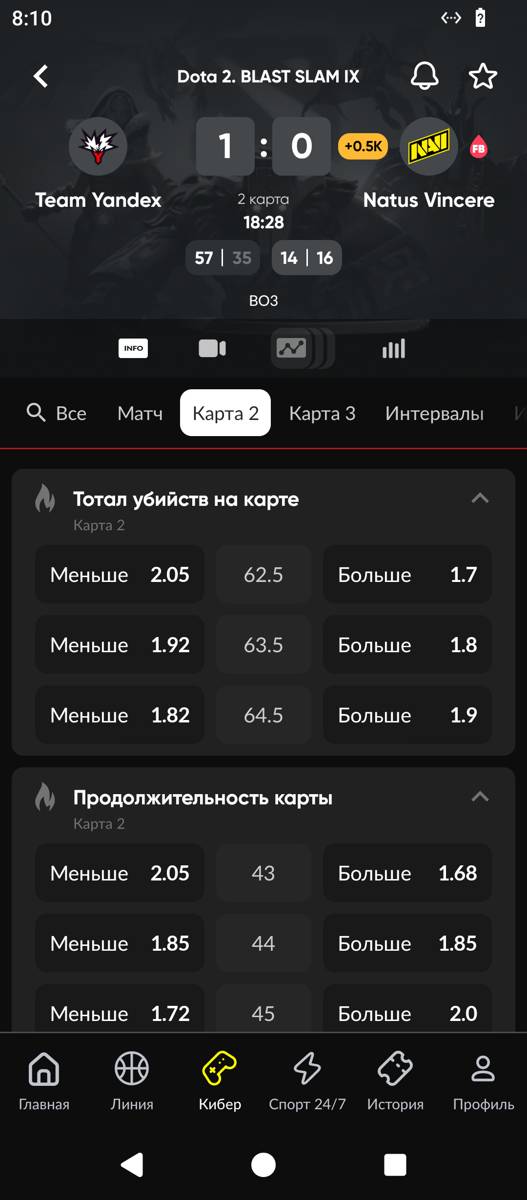 8:10
Dota 2. BLAST SLAM IX
1 : 0
+0.5K
NAVI
FB
Team Yandex
2 карта
Natus Vincere
18:28
57 | 35
14 | 16
BO3
INFO
Все
Матч
Карта 2
Карта 3
Интервалы
Тотал убийств на карте
Карта 2
Меньше 2.05 62.5 Больше 1.7
Меньше 1.92 63.5 Больше 1.8
Меньше 1.82 64.5 Больше 1.9
Продолжительность карты
Карта 2
Меньше 2.05 43 Больше 1.68
Меньше 1.85 44 Больше 1.85
Меньше 1.72 45 Больше 2.0
Главная
Линия
Кибер
Спорт 24/7
История
Профиль